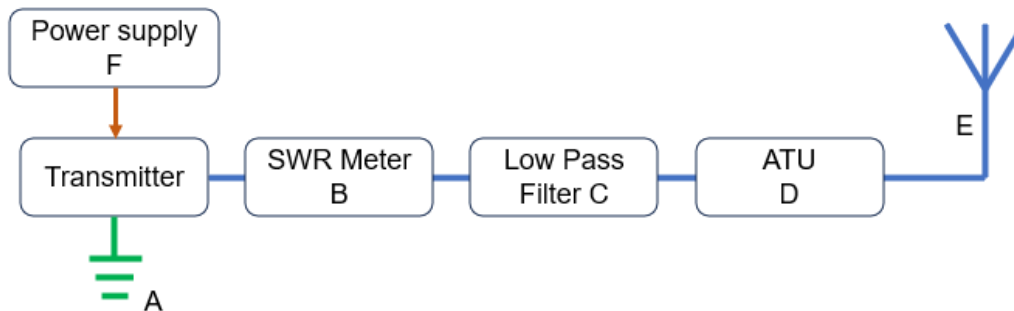 Power supply
F
Transmitter
SWR Meter
B
Low Pass
Filter C
ATU
D
E
A